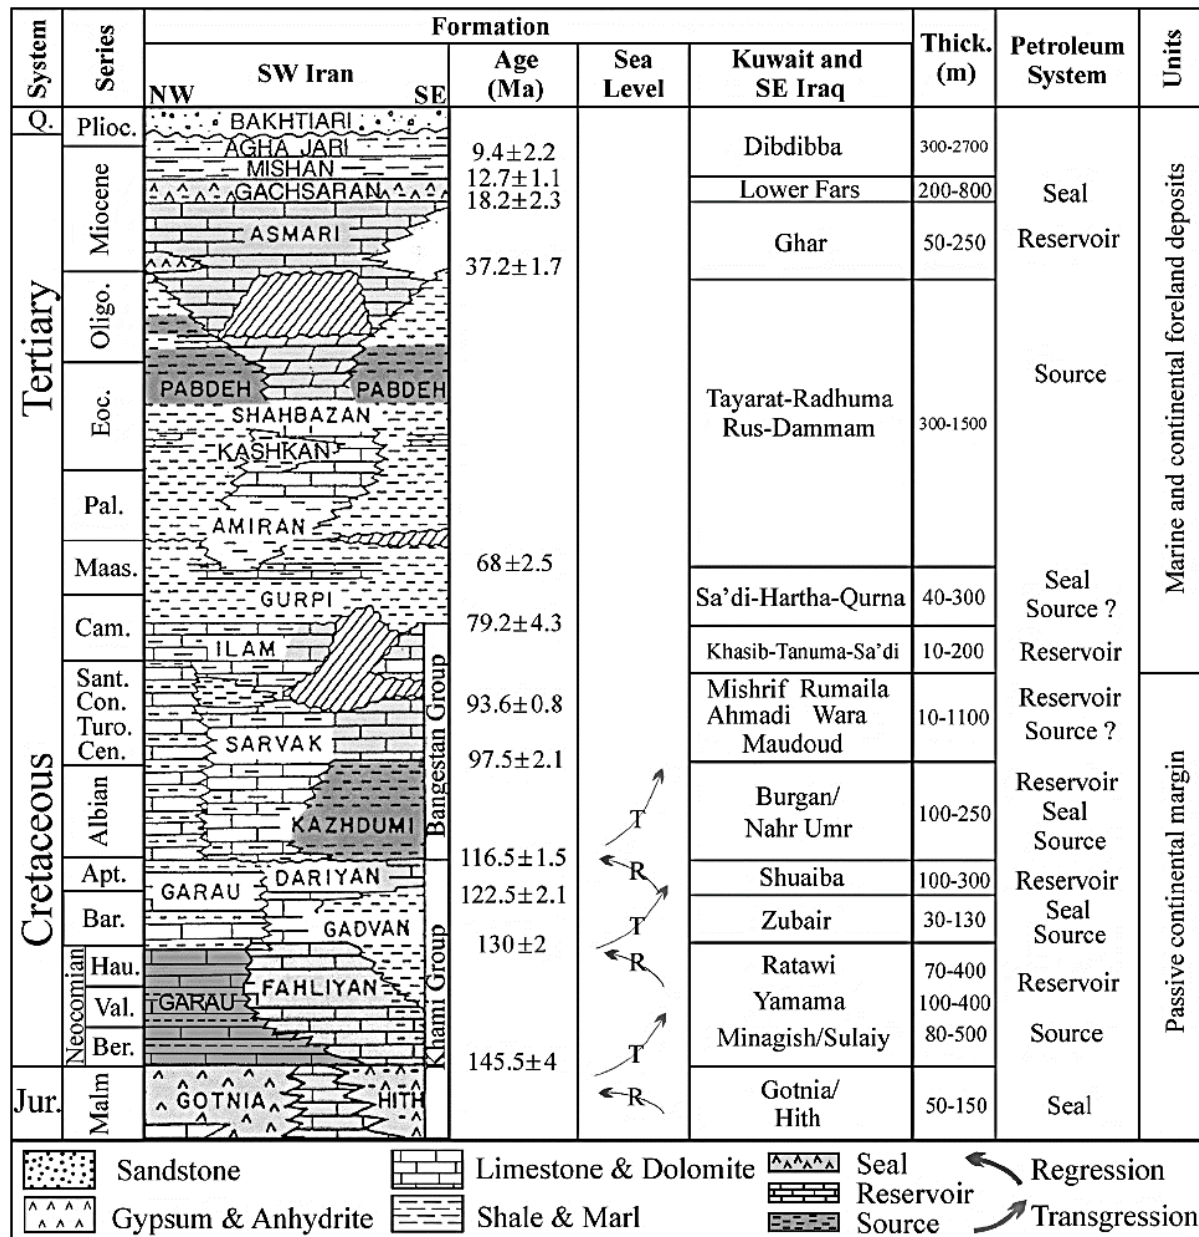 System
Series
Formation
SW Iran
NW
SE
Age
(Ma)
Sea
Level
Kuwait and
SE Iraq
Thick.
(m)
Petroleum
System
Units
Q.
Tertiary
Cretaceous
Jur.
Plioc.
Miocene
Oligo.
Eoc.
Pal.
Maas.
Cam.
Sant.
Con.
Turo.
Cen.
Albian
Apt.
Bar.
Neocomian
Hau.
Val.
Ber.
Malm
BAKHTIARI
AGHA JARI
MISHAN
GACHSARAN
ASMARI
PABDEH
PABDEH
SHAHBAZAN
KASHKAN
AMIRAN
GURPI
ILAM
SARVAK
KAZHDUMI
DARIYAN
GARAU
GADVAN
FAHLIYAN
GARAU
GOTNIA
HITH
Bangestan Group
Khami Group
9.4±2.2
12.7±1.1
18.2±2.3
37.2±1.7
68±2.5
79.2±4.3
93.6±0.8
97.5±2.1
116.5±1.5
122.5±2.1
130±2
145.5±4
T
R
T
R
T
R
Dibdibba
Lower Fars
Ghar
Tayarat-Radhuma
Rus-Dammam
Sa'di-Hartha-Qurna
Khasib-Tanuma-Sa'di
Mishrif Rumaila
Ahmadi Wara
Maudoud
Burgan/
Nahr Umr
Shuaiba
Zubair
Ratawi
Yamama
Minagish/Sulaiy
Gotnia/
Hith
300-2700
200-800
50-250
300-1500
40-300
10-200
10-1100
100-250
100-300
30-130
70-400
100-400
80-500
50-150
Seal
Reservoir
Source
Seal
Source ?
Reservoir
Reservoir
Source ?
Reservoir
Seal
Source
Reservoir
Seal
Source
Reservoir
Source
Seal
Marine and continental foreland deposits
Passive continental margin
Sandstone
Gypsum & Anhydrite
Limestone & Dolomite
Shale & Marl
Seal
Reservoir
Source
Regression
Transgression